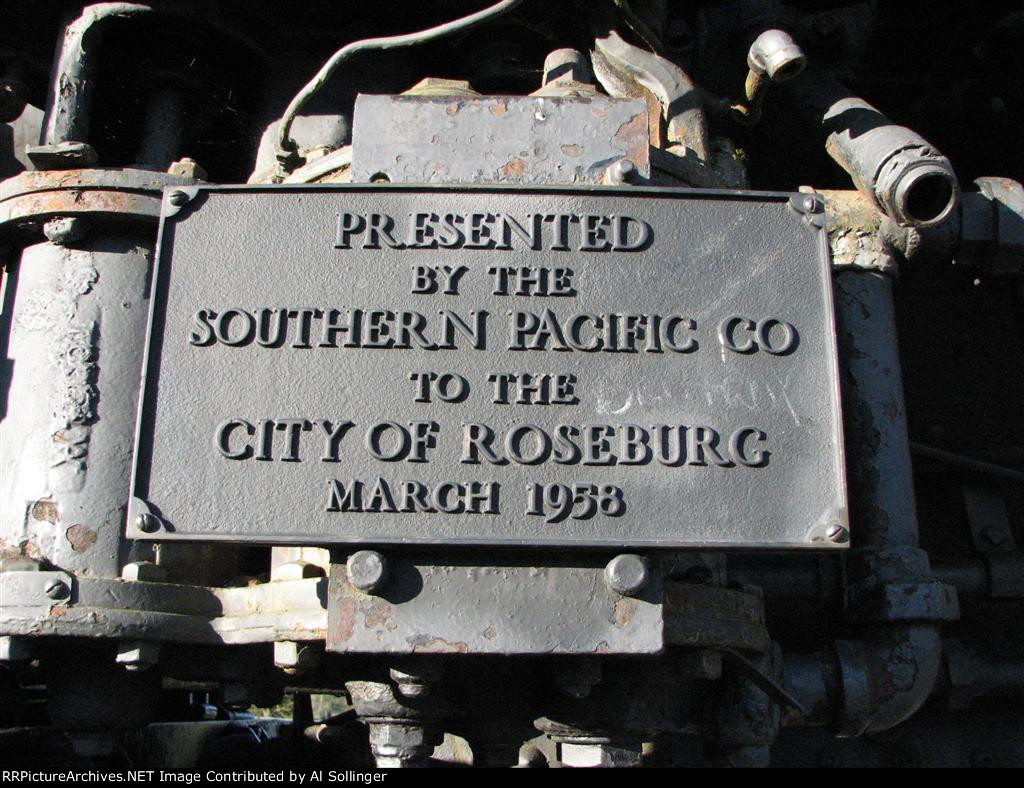 PRESENTED
BY THE
SOUTHERN PACIFIC CO
TO THE
CITY OF ROSEBURG
MARCH 1958
RRPictureArchives.NET Image Contributed by Al Sollinger